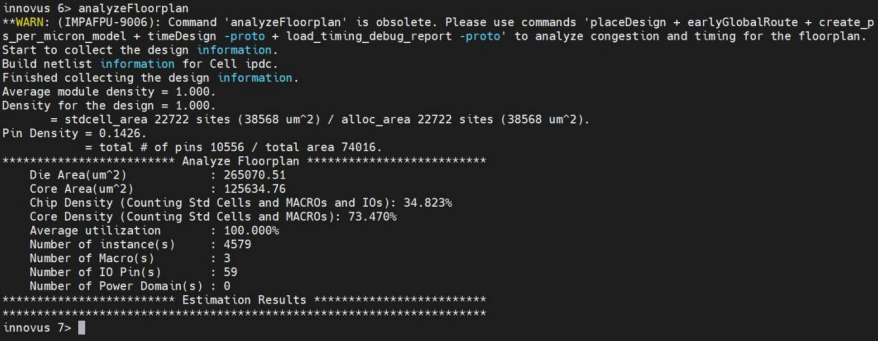 innovus 6> analyzeFloorplan
**WARN: (IMPAFPU-9006): Command 'analyzeFloorplan' is obsolete. Please use commands 'placeDesign + earlyGlobalRoute + create_p
s_per_micron_model + timeDesign -proto + load_timing_debug_report -proto' to analyze congestion and timing for the floorplan.
Start to collect the design information.
Build netlist information for Cell ipdc.
Finished collecting the design information.
Average module density = 1.000.
Density for the design = 1.000.
       = stdcell_area 22722 sites (38568 um^2) / alloc_area 22722 sites (38568 um^2).
Pin Density = 0.1426.
            = total # of pins 10556 / total area 74016.
************************* Analyze Floorplan **************************
    Die Area(um^2)            : 265070.51
    Core Area(um^2)           : 125634.76
    Chip Density (Counting Std Cells and MACROs and IOs): 34.823%
    Core Density (Counting Std Cells and MACROs): 73.470%
    Average utilization       : 100.000%
    Number of instance(s)     : 4579
    Number of Macro(s)        : 3
    Number of IO Pin(s)       : 59
    Number of Power Domain(s) : 0
************************* Estimation Results *************************
**********************************************************************
innovus 7>